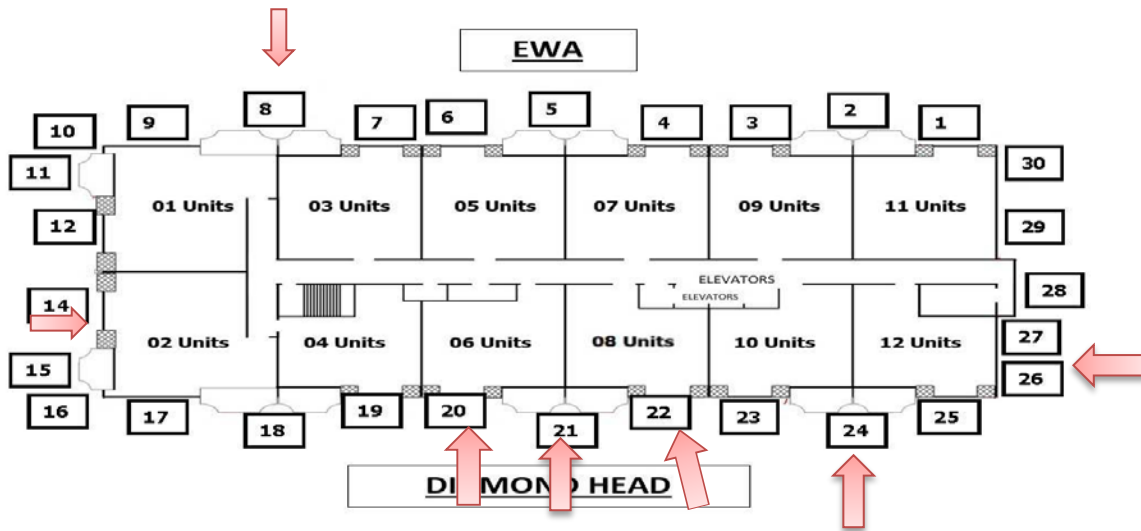 EWA
8
9
7
6
5
4
3
2
1
10
11
12
30
29
01 Units
03 Units
05 Units
07 Units
09 Units
11 Units
ELEVATORS
ELEVATORS
28
14
02 Units
04 Units
06 Units
08 Units
10 Units
12 Units
27
26
15
16
17
18
19
20
21
22
23
24
25
DIAMOND HEAD